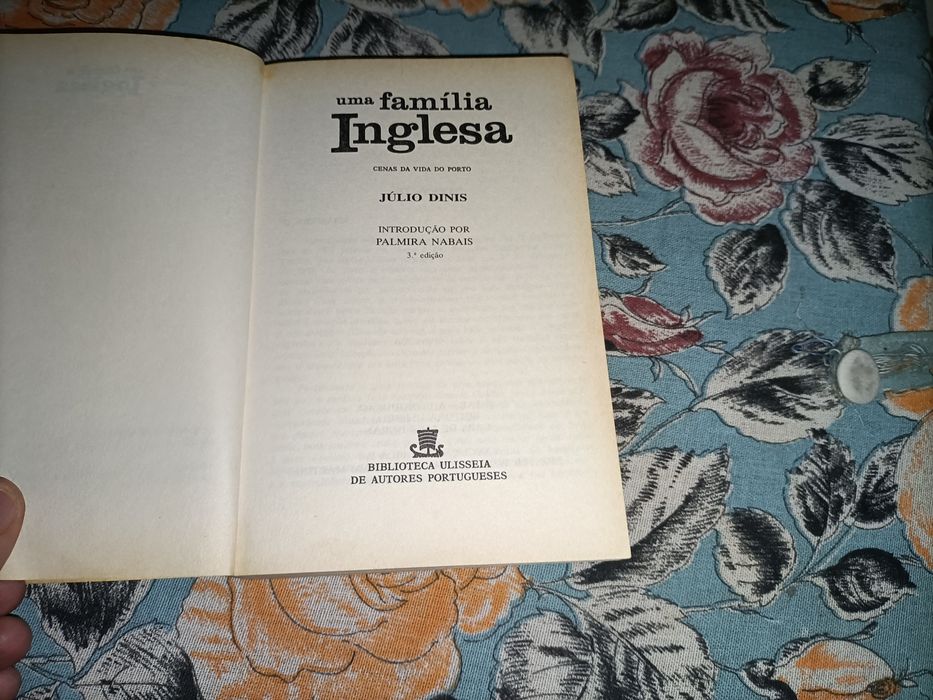 uma família
Inglesa
CENAS DA VIDA DO PORTO
JÚLIO DINIS
INTRODUÇÃO POR
PALMIRA NABAIS
3.ª edição
BIBLIOTECA ULISSEIA
DE AUTORES PORTUGUESES